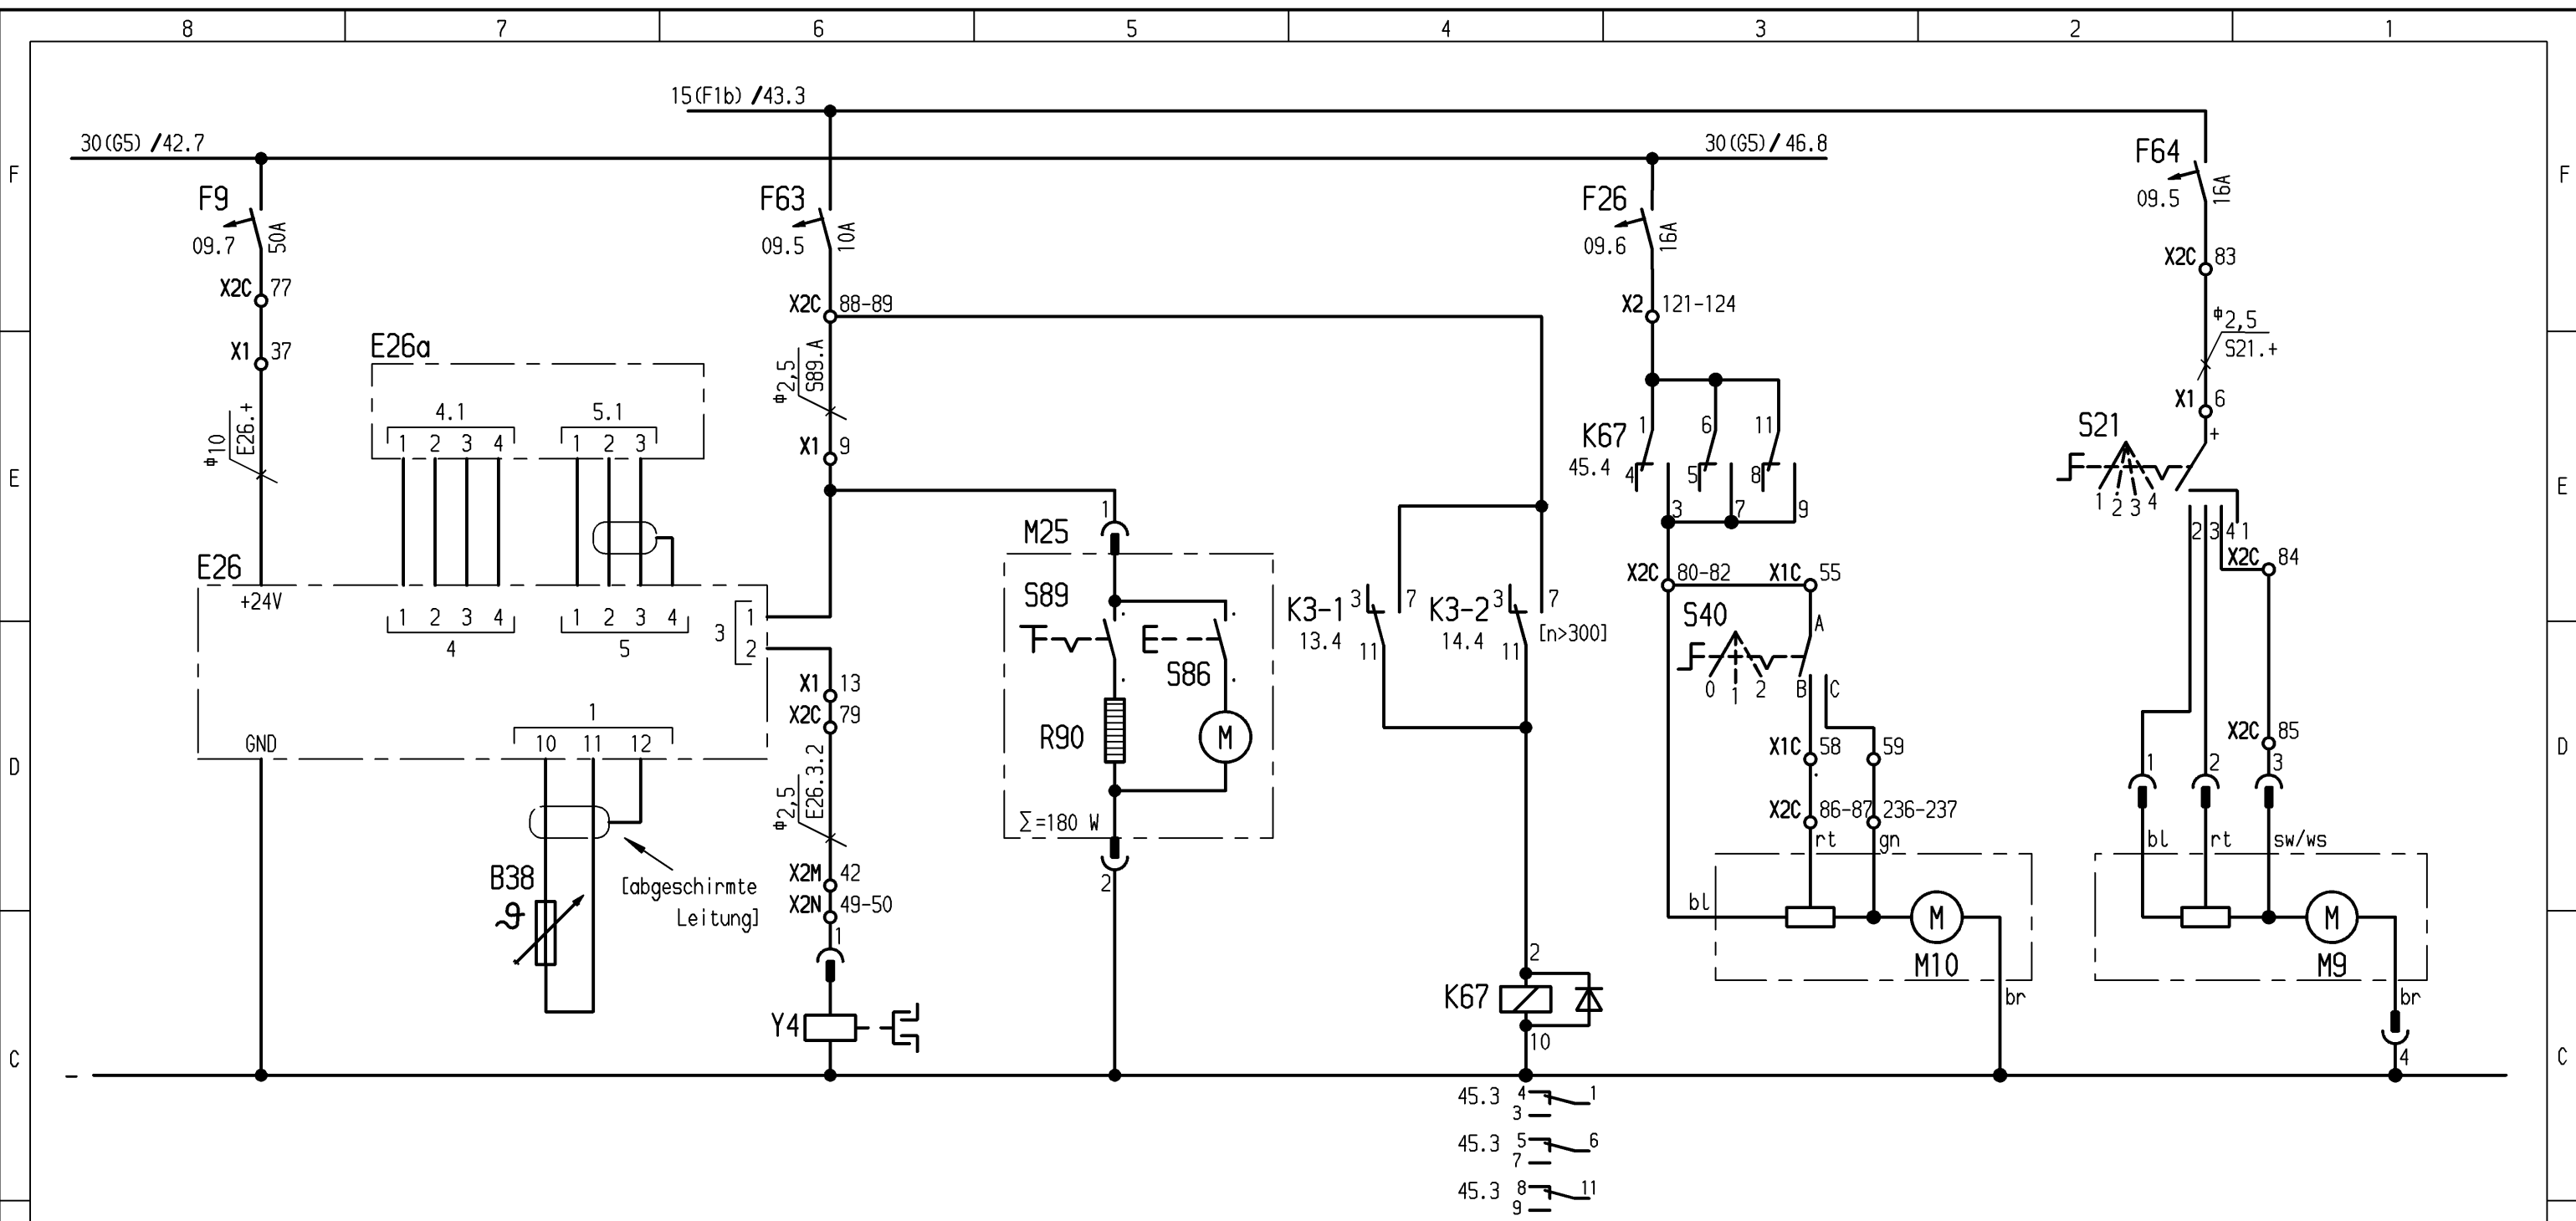 8 7 6 5 4 3 2 1
15(F1b) /43.3
30(G5) /42.7
30(G5)/46.8
F F
F9
09.7
50A
F63
09.5
10A
F26
09.6
16A
F64
09.5
16A
X2C 77
X1 37
X2C 88-89
X2 121-124
X2C 83
⌀2,5
S21.+
X1 6
E26a
4.1 5.1
1 2 3 4 1 2 3
⌀10
E26.+
⌀2,5
S89.A
X1 9
E E
K67
45.4
1 6 11
4 5 8
3 7 9
S21
+
1 2 3 4
2 3 4 1
X2C 84
E26
+24V
1 2 3 4
4
1 2 3 4
5
3
1
2
GND
1
10 11 12
M25
1
S89
S86
R90
M
Σ=180 W
2
K3-1
13.4
3 7
11
K3-2
14.4
3 7
11
[n>300]
X2C 80-82
X1C 55
S40
A
0 1 2
B C
X1C 58 59
X2C 86-87 236-237
rt gn
bl
M
M10
br
X2C 85
1 2 3
bl rt sw/ws
M
M9
br
4
D D
X1 13
X2C 79
⌀2,5
E26.3.2
X2M 42
X2N 49-50
1
Y4
B38
ϑ
[abgeschirmte
Leitung]
2
K67
10
C C
-
45.3 4 1
3
45.3 5 6
7
45.3 8 11
9